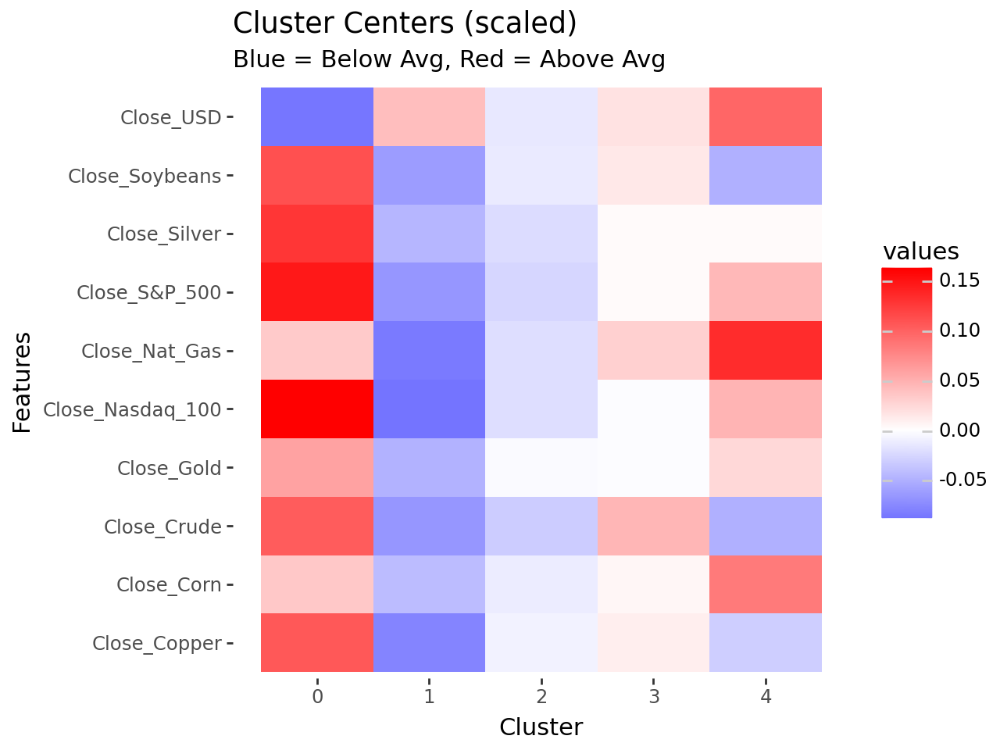 Cluster Centers (scaled)
Blue = Below Avg, Red = Above Avg
Features
Close_USD
Close_Soybeans
Close_Silver
Close_S&P_500
Close_Nat_Gas
Close_Nasdaq_100
Close_Gold
Close_Crude
Close_Corn
Close_Copper
0 1 2 3 4
Cluster
values
0.15
0.10
0.05
0.00
-0.05